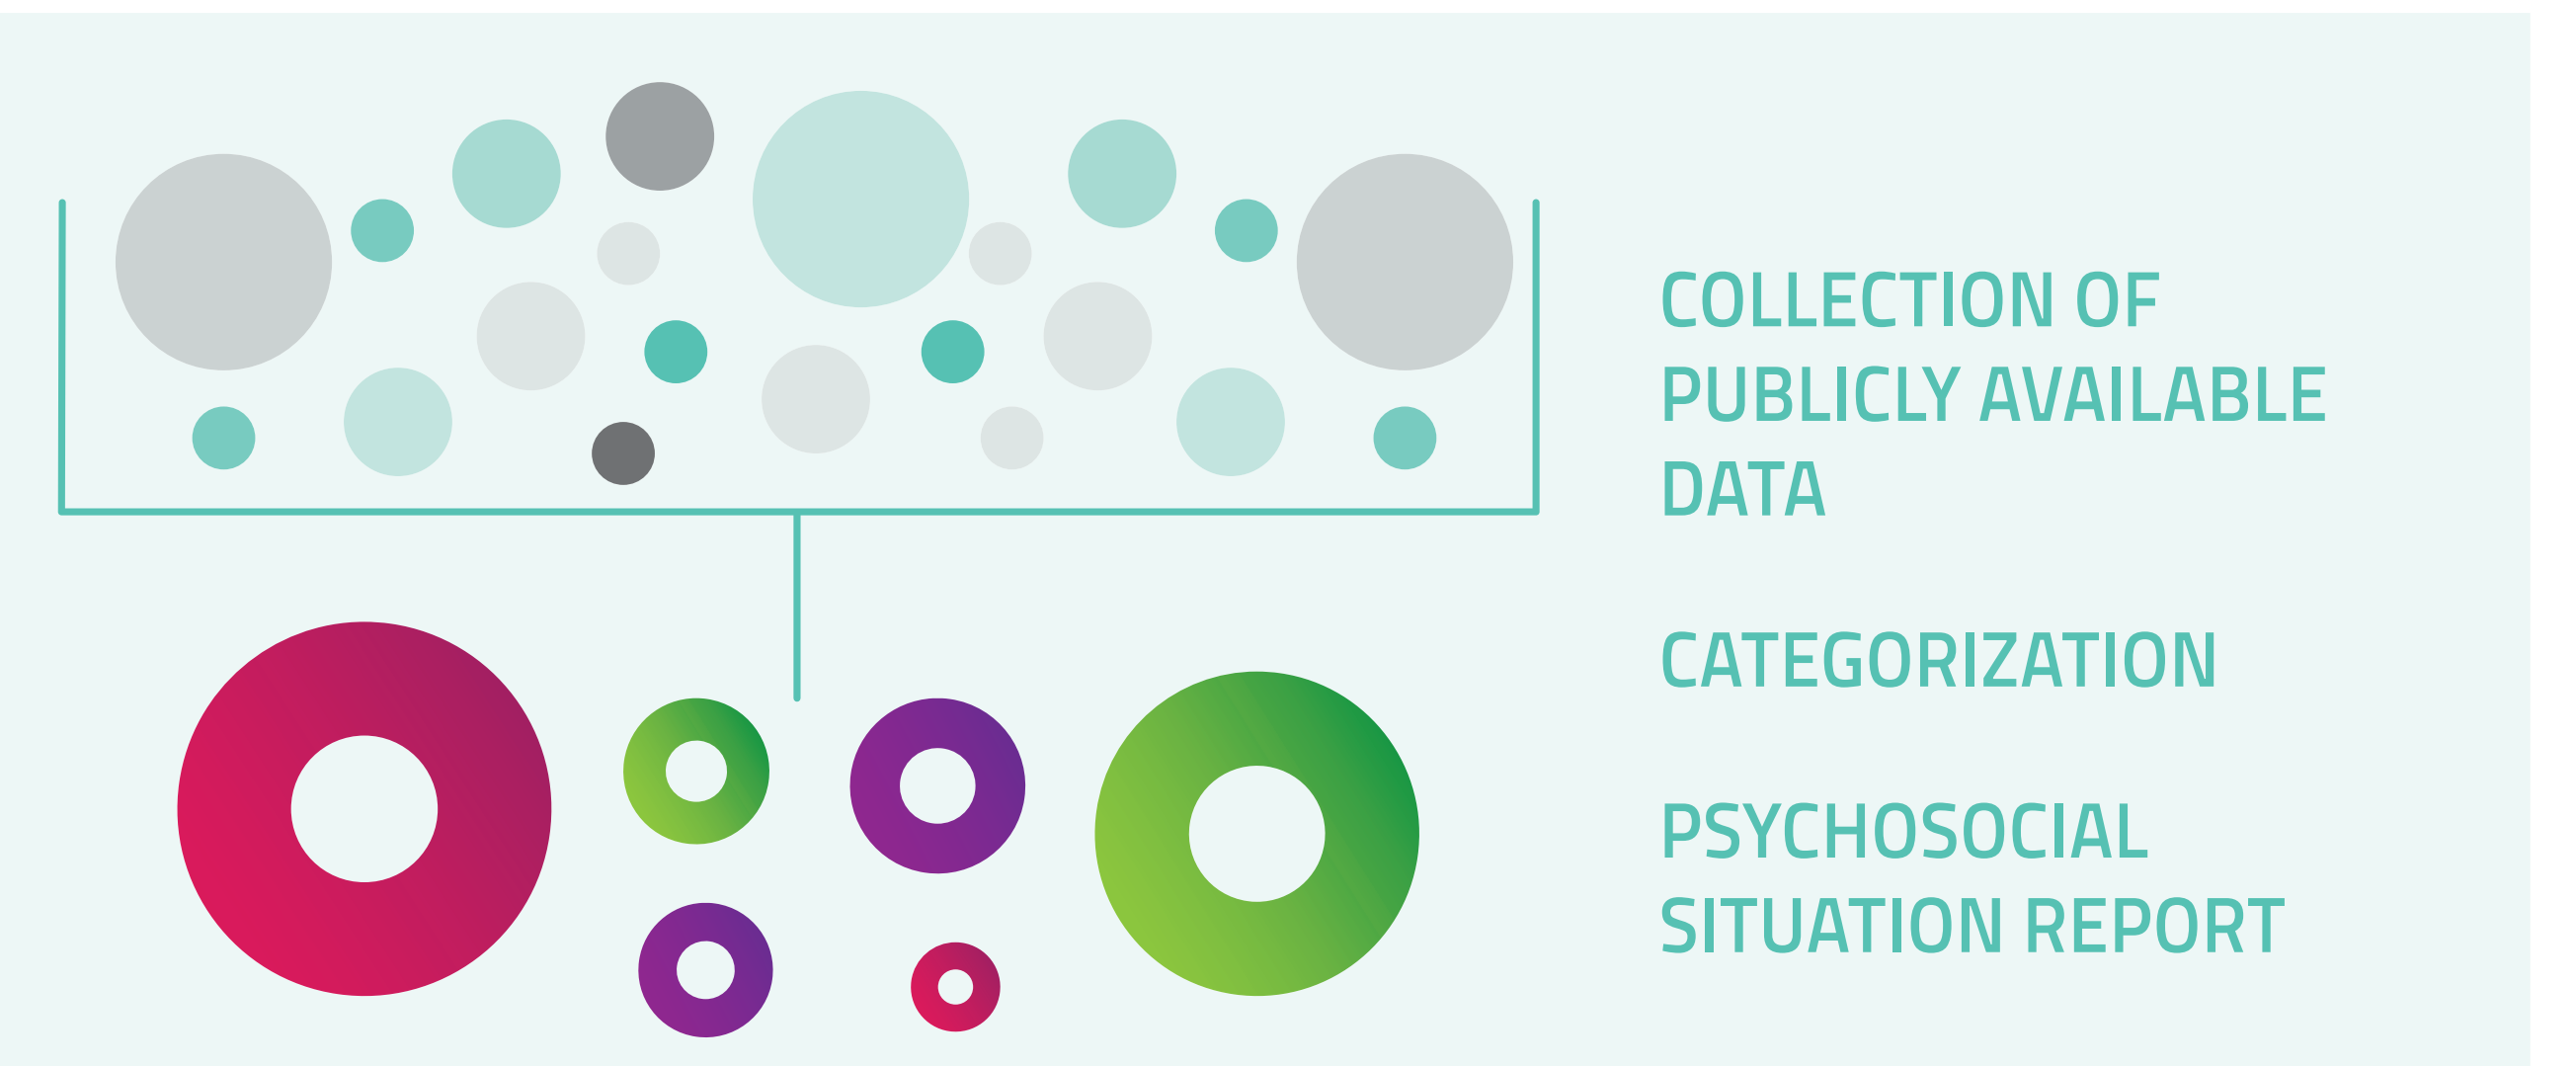 COLLECTION OF
PUBLICLY AVAILABLE
DATA
CATEGORIZATION
PSYCHOSOCIAL
SITUATION REPORT